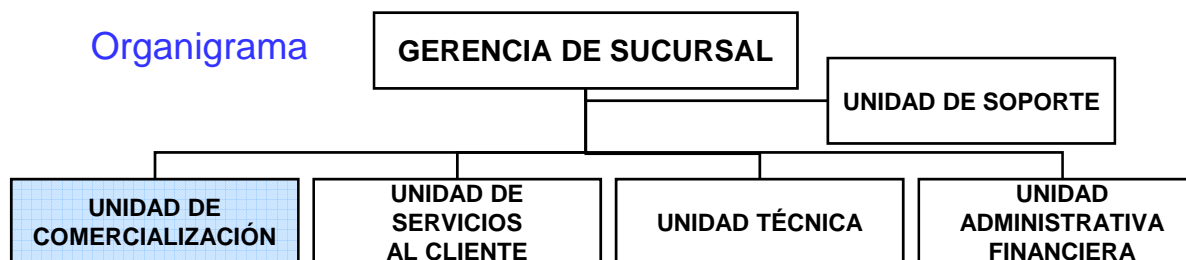 Organigrama
GERENCIA DE SUCURSAL
UNIDAD DE SOPORTE
UNIDAD DE
COMERCIALIZACIÓN
UNIDAD DE
SERVICIOS
AL CLIENTE
UNIDAD TÉCNICA
UNIDAD
ADMINISTRATIVA
FINANCIERA